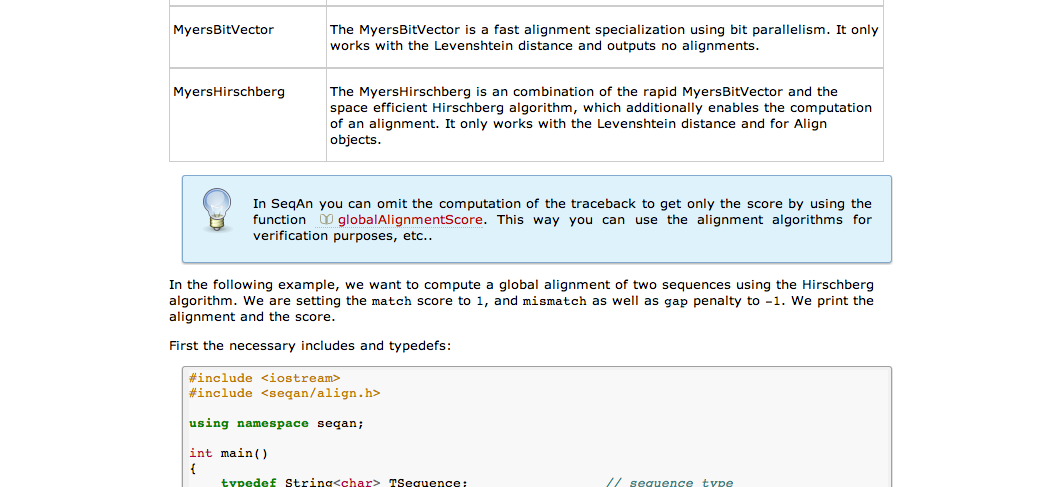 MyersBitVector
The MyersBitVector is a fast alignment specialization using bit parallelism. It only
works with the Levenshtein distance and outputs no alignments.
MyersHirschberg
The MyersHirschberg is an combination of the rapid MyersBitVector and the
space efficient Hirschberg algorithm, which additionally enables the computation
of an alignment. It only works with the Levenshtein distance and for Align
objects.
In SeqAn you can omit the computation of the traceback to get only the score by using the
function globalAlignmentScore. This way you can use the alignment algorithms for
verification purposes, etc..
In the following example, we want to compute a global alignment of two sequences using the Hirschberg
algorithm. We are setting the match score to 1, and mismatch as well as gap penalty to -1. We print the
alignment and the score.
First the necessary includes and typedefs:
#include <iostream>
#include <seqan/align.h>
using namespace seqan;
int main()
{
typedef String<char> TSequence; // sequence type